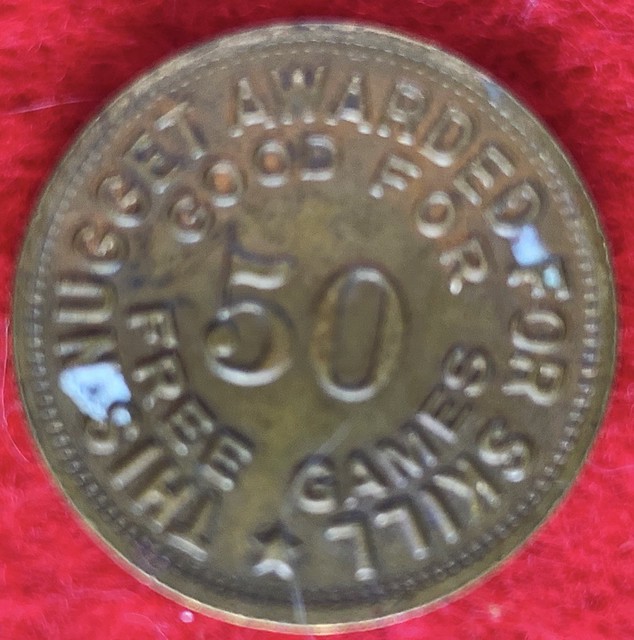 THIS NUGGET AWARDED FOR SKILL
GOOD FOR
50
FREE GAMES